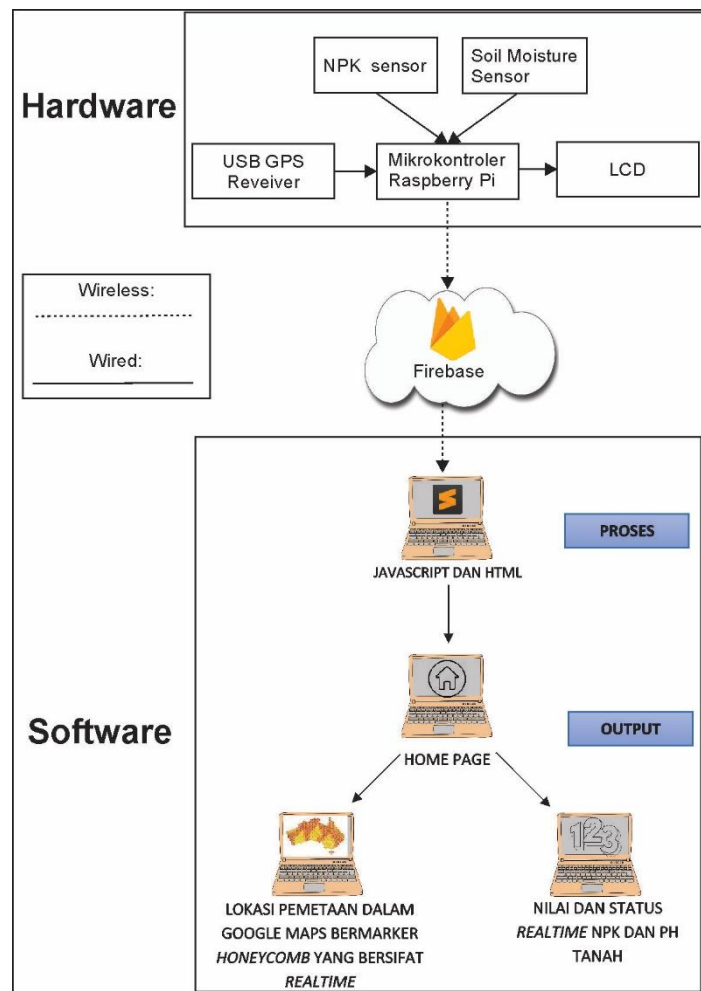 Hardware
NPK sensor
Soil Moisture
Sensor
USB GPS
Reveiver
Mikrokontroler
Raspberry Pi
LCD
Wireless:
Wired:
Firebase
Software
PROSES
JAVASCRIPT DAN HTML
OUTPUT
HOME PAGE
123
LOKASI PEMETAAN DALAM
GOOGLE MAPS BERMARKER
HONEYCOMB YANG BERSIFAT
REALTIME
NILAI DAN STATUS
REALTIME NPK DAN PH
TANAH